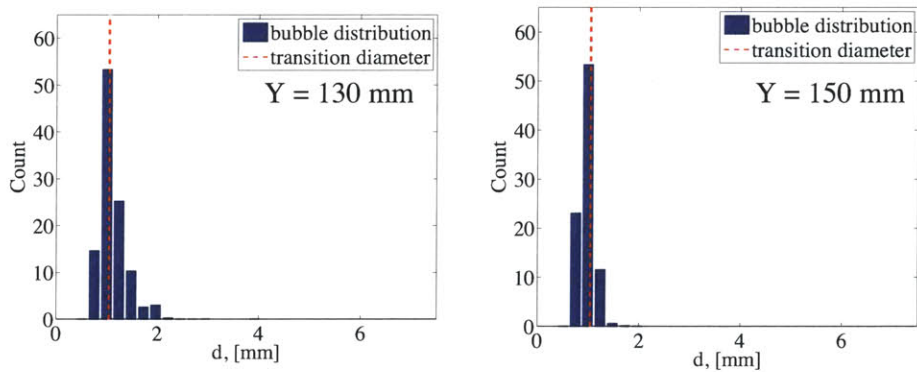 60
50
40
30
20
10
0
Count
bubble distribution
transition diameter
Y = 130 mm
0 2 4 6
d, [mm]
60
50
40
30
20
10
0
Count
bubble distribution
transition diameter
Y = 150 mm
0 2 4 6
d, [mm]